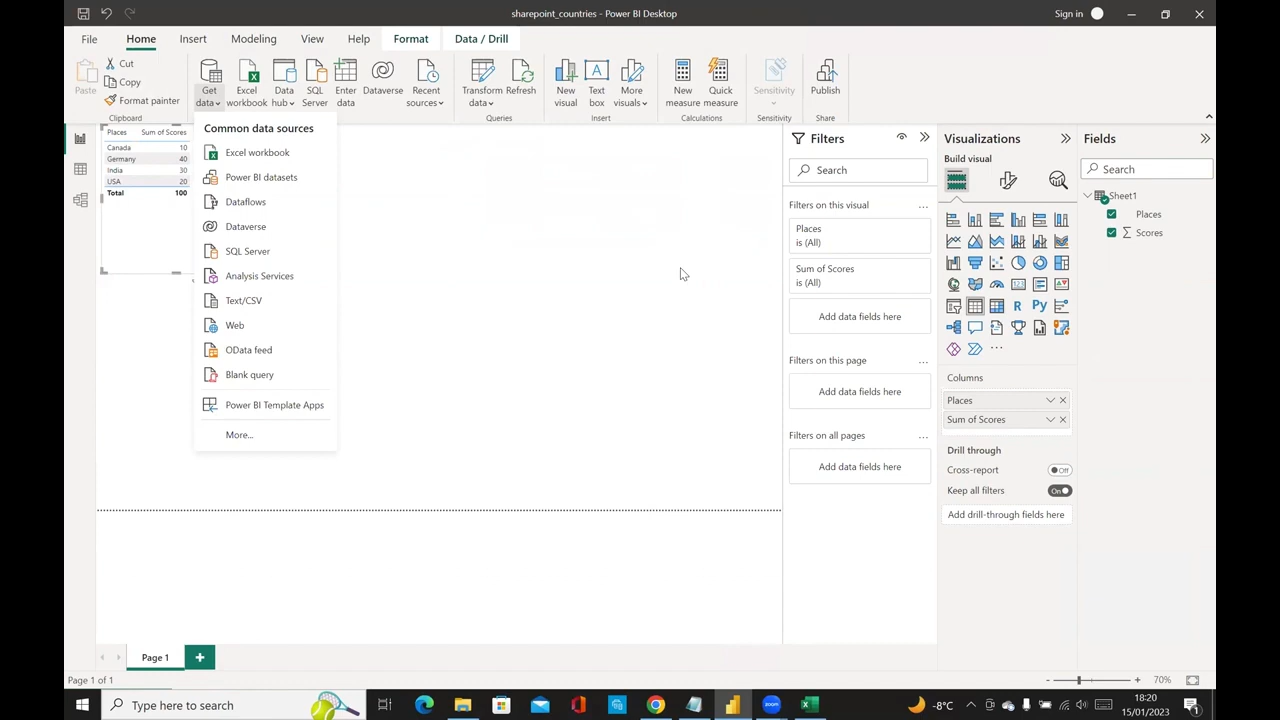 sharepoint_countries - Power BI Desktop
Sign in
File
Home
Insert
Modeling
View
Help
Format
Data / Drill
Paste
Cut
Copy
Format painter
Clipboard
Get
data
Excel
workbook
Data
hub
SQL
Server
Enter
data
Dataverse
Recent
sources
Transform
data
Refresh
Queries
New
visual
Text
box
More
visuals
Insert
New
measure
Quick
measure
Calculations
Sensitivity
Sensitivity
Publish
Share
Places Sum of Scores
Canada 10
Germany 40
India 30
USA 20
Total 100
Common data sources
Excel workbook
Power BI datasets
Dataflows
Dataverse
SQL Server
Analysis Services
Text/CSV
Web
OData feed
Blank query
Power BI Template Apps
More...
Filters
Search
Filters on this visual ...
Places
is (All)
Sum of Scores
is (All)
Add data fields here
Filters on this page ...
Add data fields here
Filters on all pages ...
Add data fields here
Visualizations
Build visual
R
Py
...
Columns
Places
Sum of Scores
Drill through
Cross-report Off
Keep all filters On
Add drill-through fields here
Fields
Search
Sheet1
Places
Σ Scores
Page 1
Page 1 of 1
70%
Type here to search
zoom
-8°C
18:20
15/01/2023
1